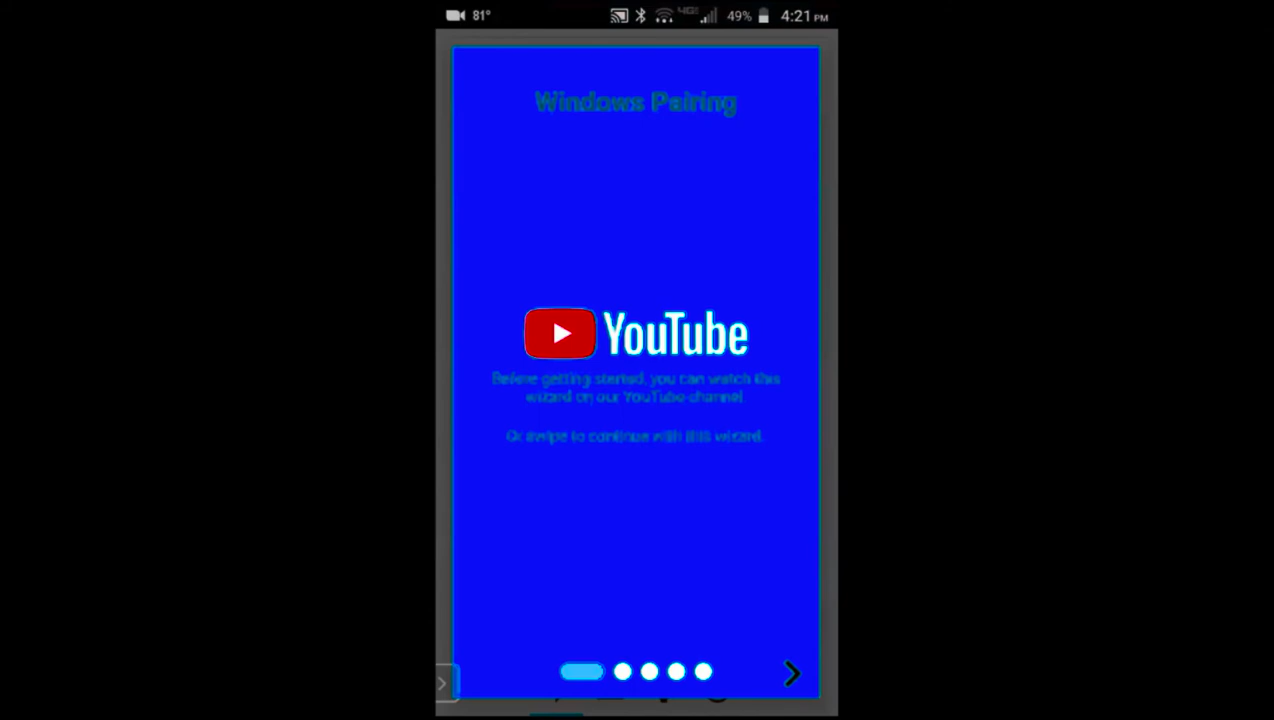 81° 4G 49% 4:21 PM
Windows Pairing
YouTube
Before getting started, you can watch this
wizard on our YouTube-channel.
Or swipe to continue with this wizard.